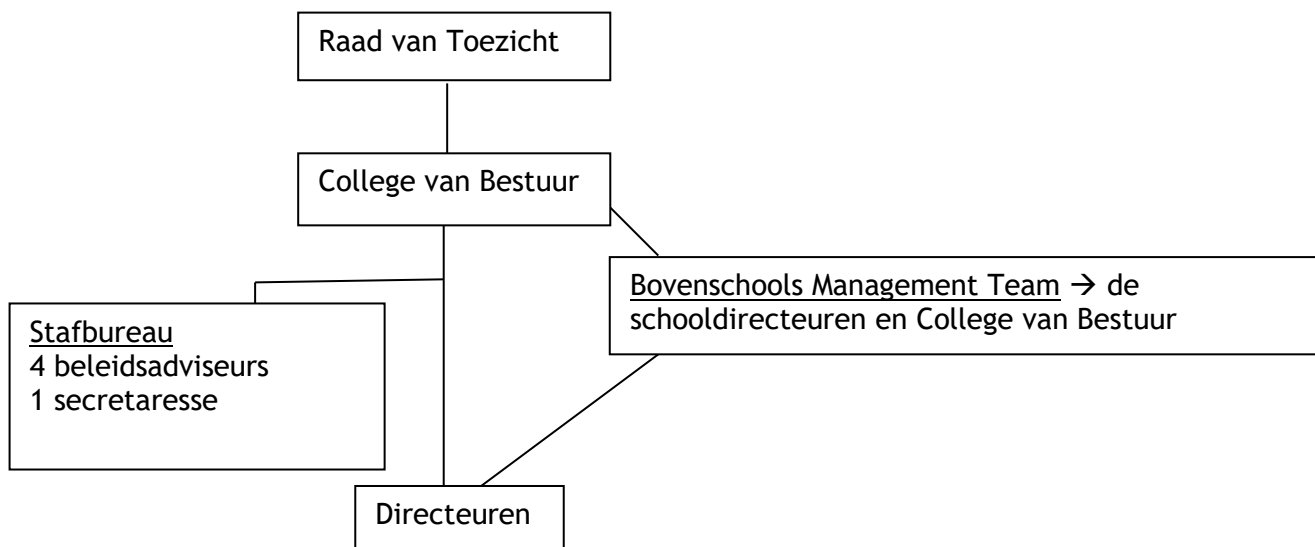 Raad van Toezicht
College van Bestuur
Bovenschools Management Team → de
schooldirecteuren en College van Bestuur
Stafbureau
4 beleidsadviseurs
1 secretaresse
Directeuren